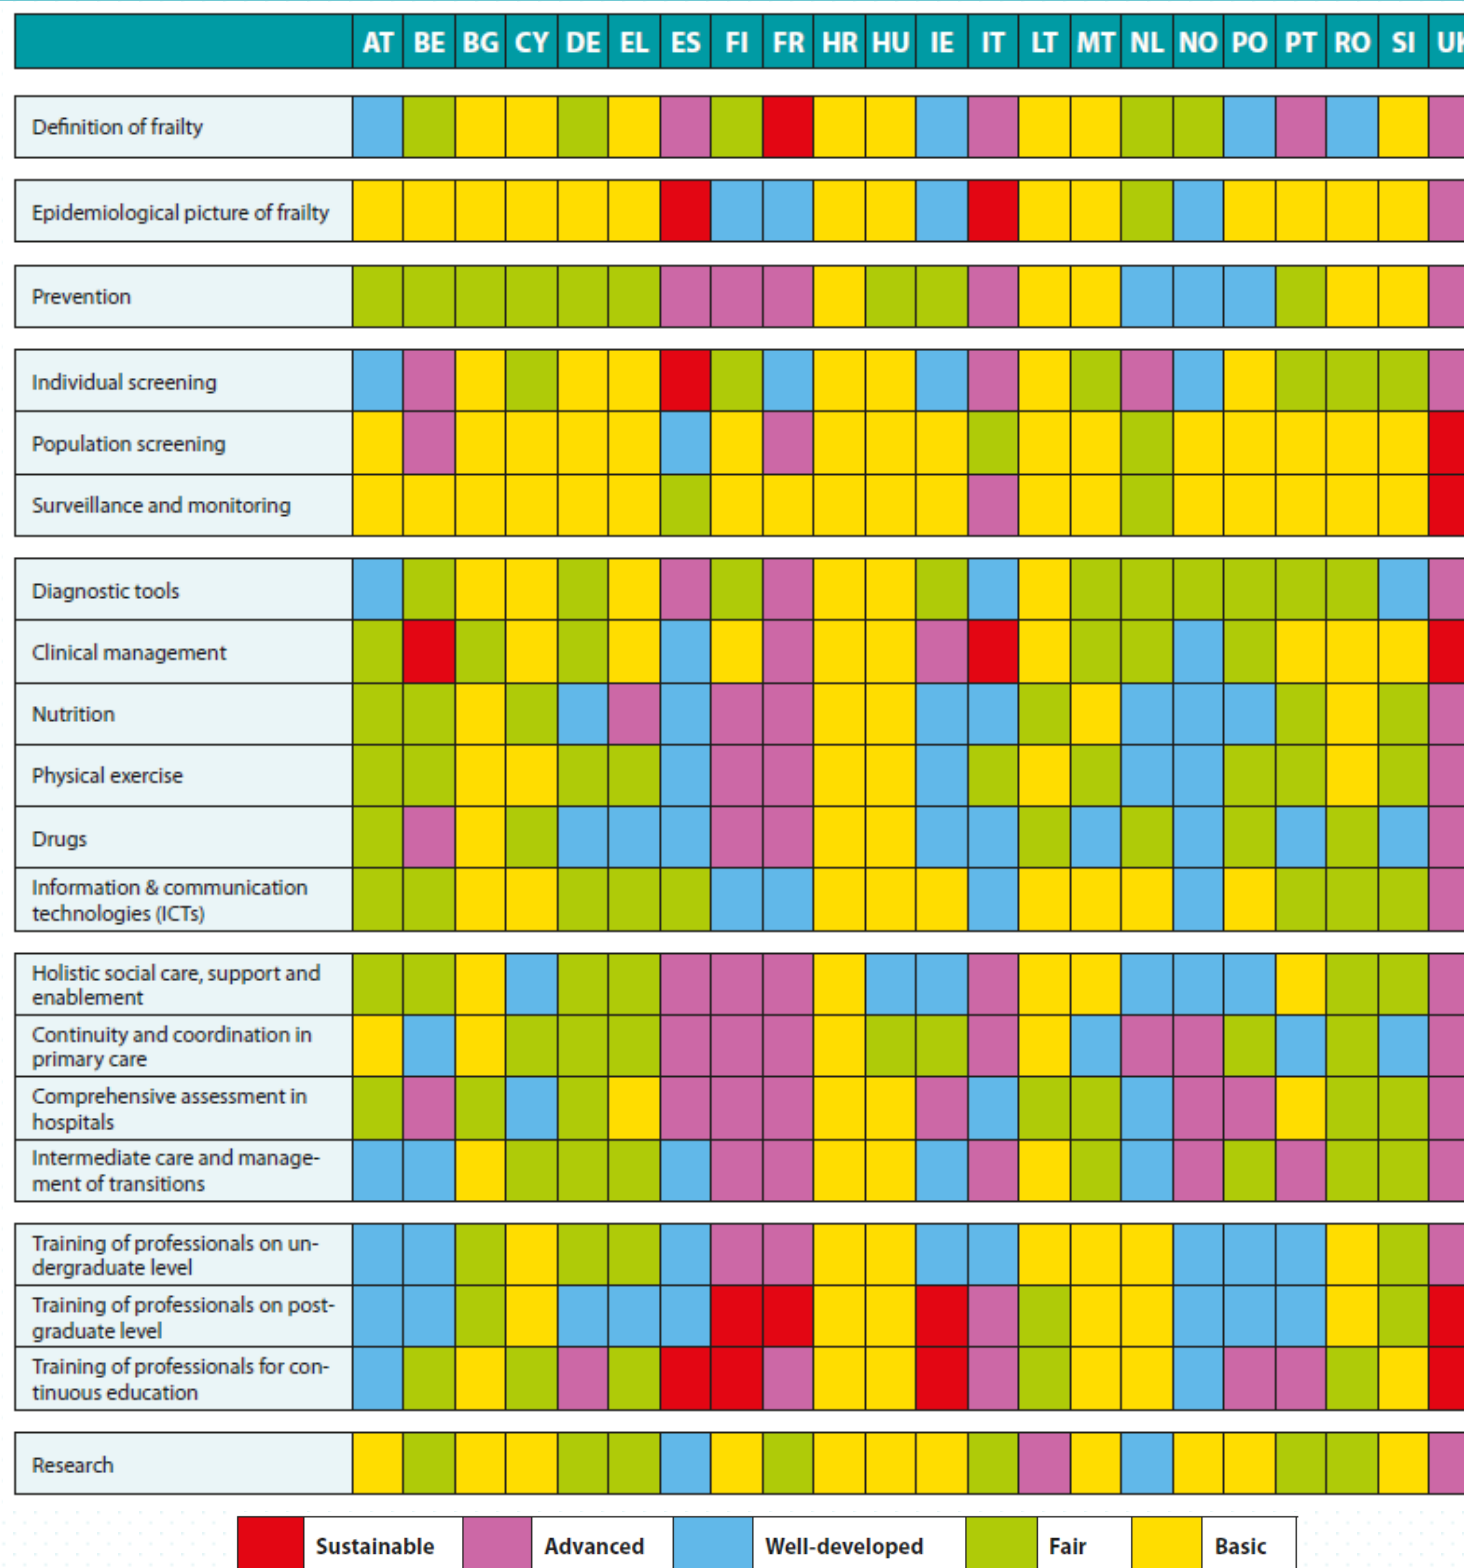 AT BE BG CY DE EL ES FI FR HR HU IE IT LT MT NL NO PO PT RO SI UK
Definition of frailty
Epidemiological picture of frailty
Prevention
Individual screening
Population screening
Surveillance and monitoring
Diagnostic tools
Clinical management
Nutrition
Physical exercise
Drugs
Information & communication
technologies (ICTs)
Holistic social care, support and
enablement
Continuity and coordination in
primary care
Comprehensive assessment in
hospitals
Intermediate care and manage-
ment of transitions
Training of professionals on un-
dergraduate level
Training of professionals on post-
graduate level
Training of professionals for con-
tinuous education
Research
Sustainable Advanced Well-developed Fair Basic